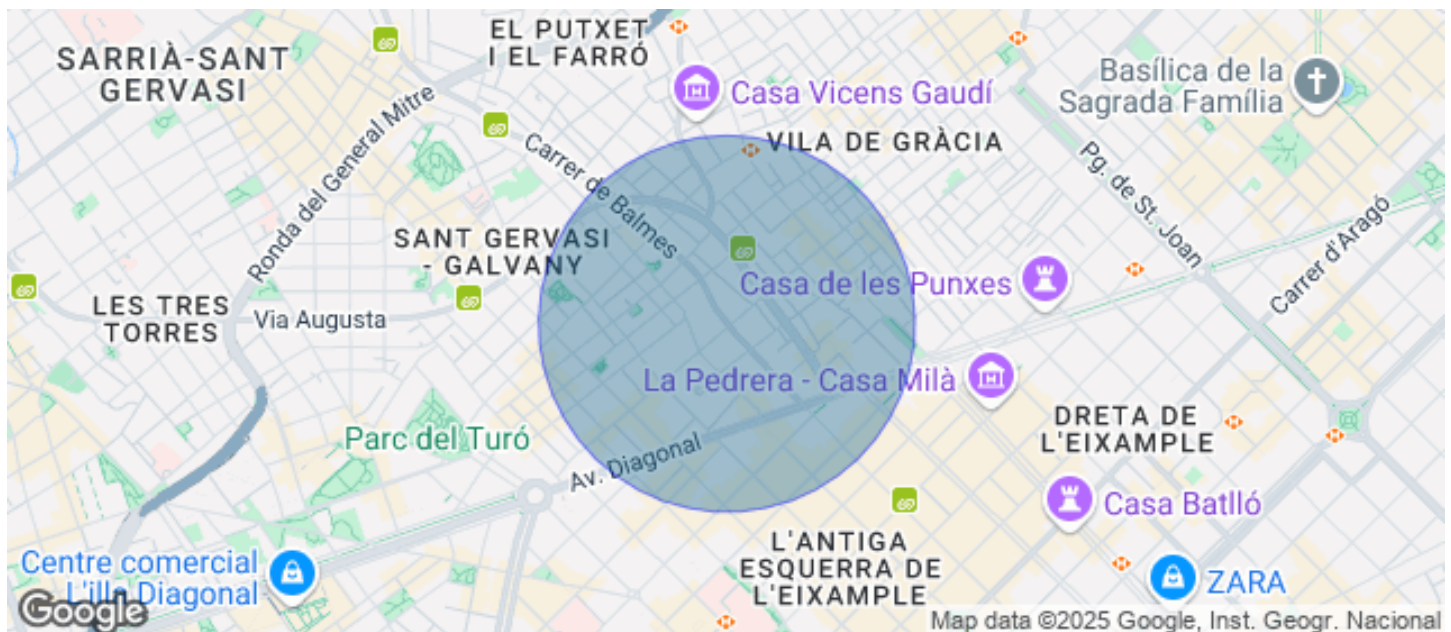 EL PUTXET
I EL FARRÓ
SARRIÀ-SANT
GERVASI
Basílica de la
Sagrada Família
Casa Vicens Gaudí
VILA DE GRÀCIA
Ronda del General Mitre
Carrer de Balmes
Pg. de St. Joan
Carrer d'Aragó
SANT GERVASI
- GALVANY
Casa de les Punxes
LES TRES
TORRES
Via Augusta
La Pedrera - Casa Milà
DRETA DE
L'EIXAMPLE
Parc del Turó
Av. Diagonal
Casa Batlló
L'ANTIGA
ESQUERRA DE
L'EIXAMPLE
Centre comercial
L'illa Diagonal
ZARA
Google
Map data ©2025 Google, Inst. Geogr. Nacional